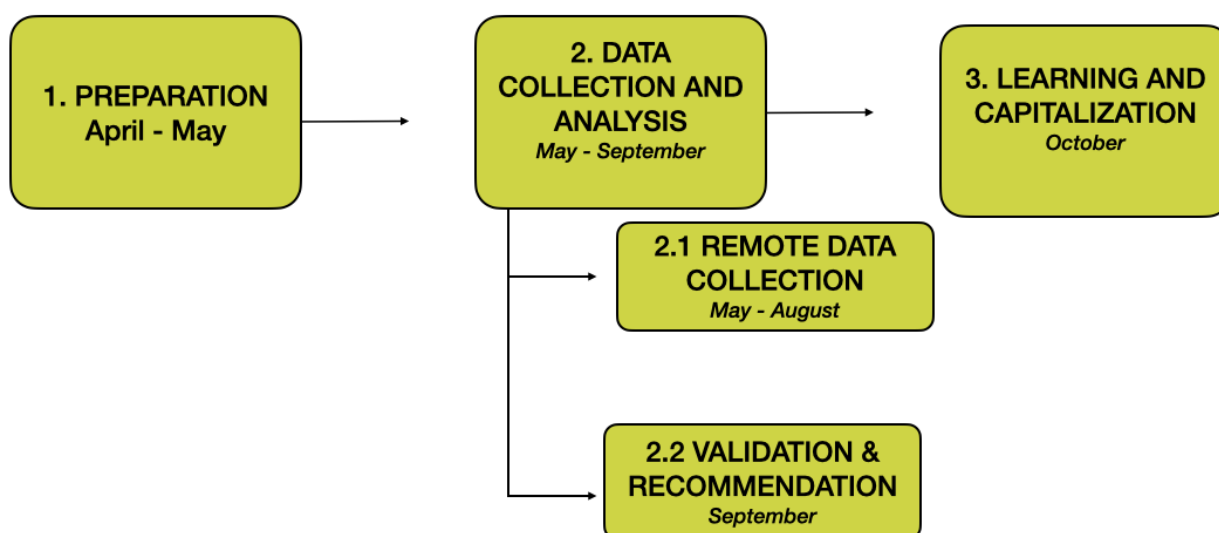 1. PREPARATION
April - May
2. DATA
COLLECTION AND
ANALYSIS
May - September
3. LEARNING AND
CAPITALIZATION
October
2.1 REMOTE DATA
COLLECTION
May - August
2.2 VALIDATION &
RECOMMENDATION
September